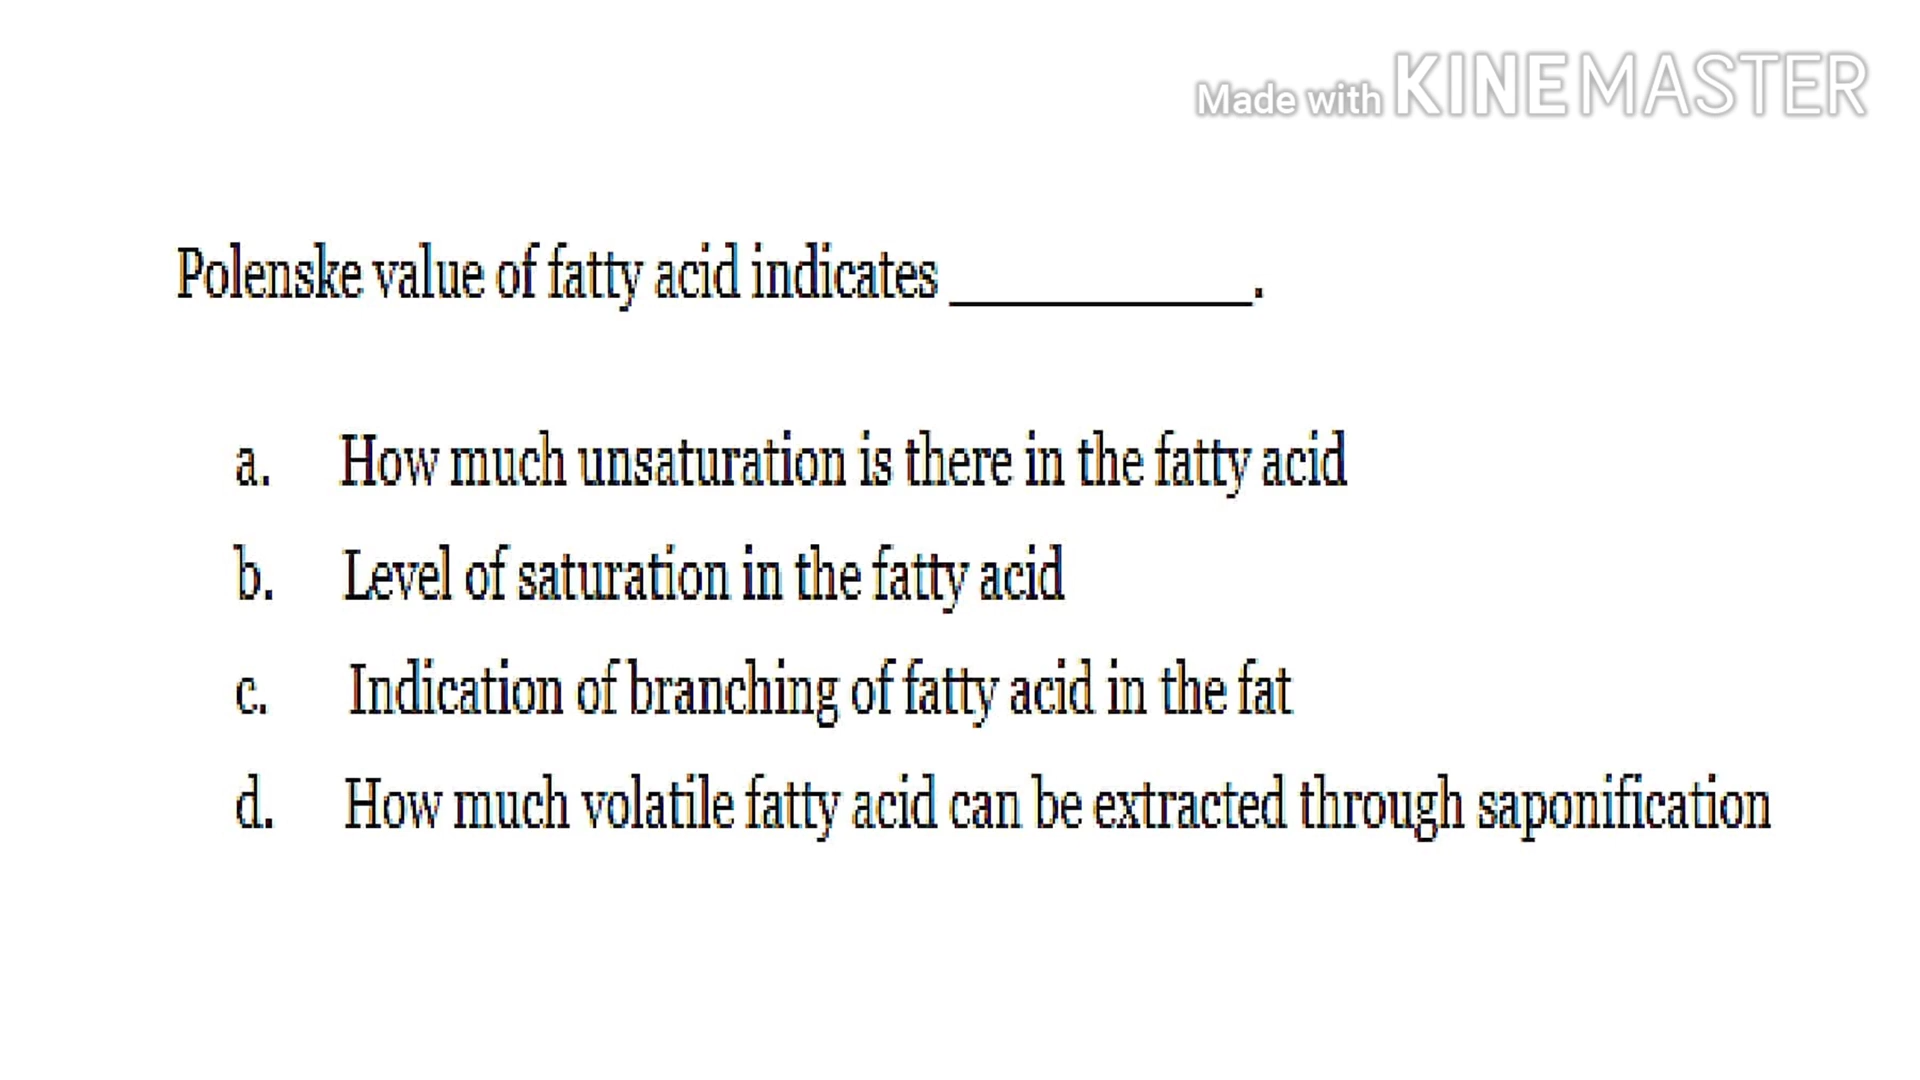 Made with KINEMASTER
Polenske value of fatty acid indicates ___________.
a. How much unsaturation is there in the fatty acid
b. Level of saturation in the fatty acid
c. Indication of branching of fatty acid in the fat
d. How much volatile fatty acid can be extracted through saponification